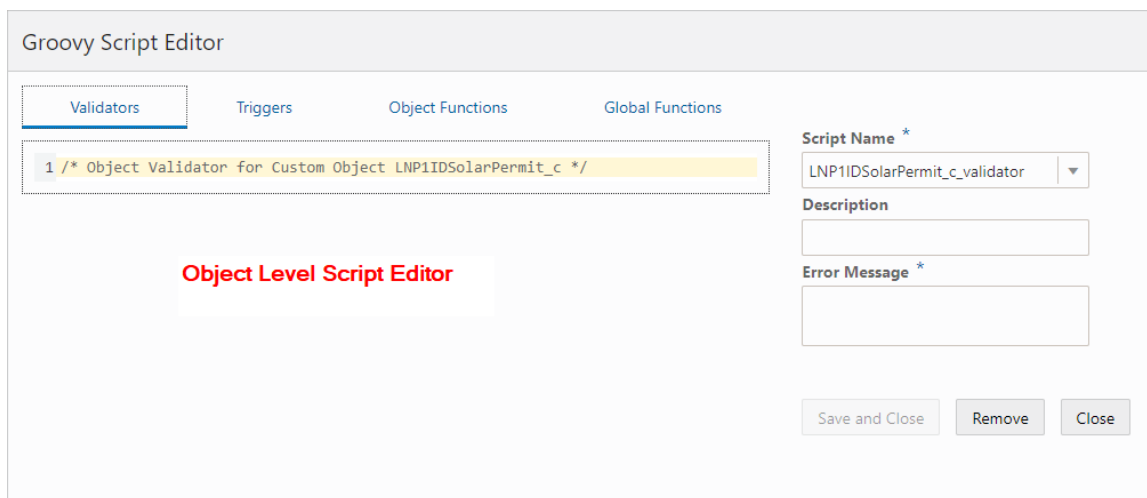 Groovy Script Editor
Validators Triggers Object Functions Global Functions
1 /* Object Validator for Custom Object LNP1IDSolarPermit_c */
Object Level Script Editor
Script Name *
LNP1IDSolarPermit_c_validator
Description
Error Message *
Save and Close Remove Close